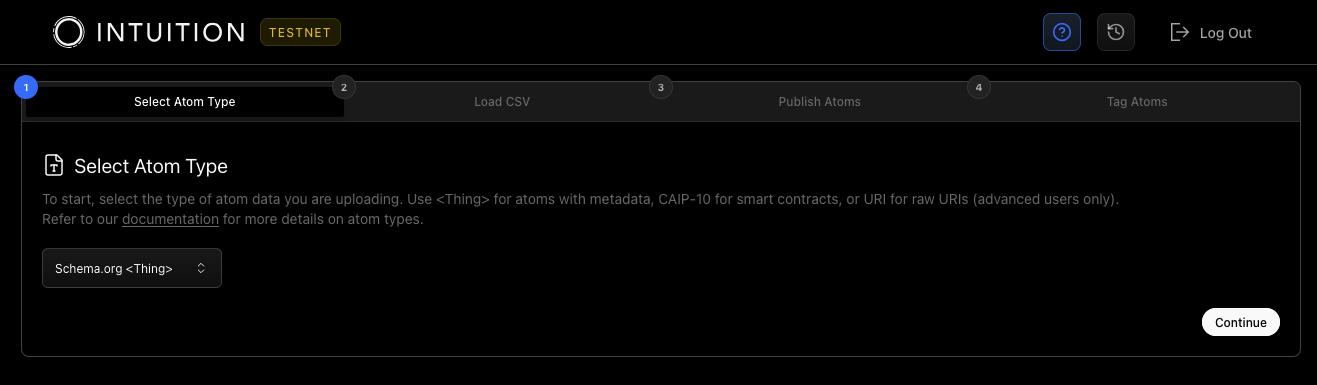 INTUITION TESTNET Log Out
1 2 3 4
Select Atom Type Load CSV Publish Atoms Tag Atoms
Select Atom Type
To start, select the type of atom data you are uploading. Use <Thing> for atoms with metadata, CAIP-10 for smart contracts, or URI for raw URIs (advanced users only).
Refer to our documentation for more details on atom types.
Schema.org <Thing>
Continue